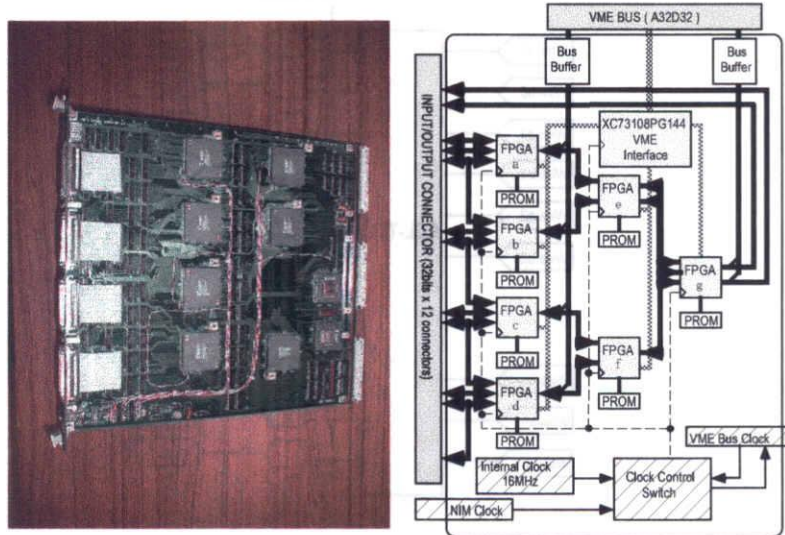 VME BUS ( A32D32 )
Bus
Buffer
Bus
Buffer
INPUT/OUTPUT CONNECTOR (32bits x 12 connectors)
XC73108PG144
VME
Interface
FPGA
a
PROM
FPGA
e
PROM
FPGA
b
PROM
FPGA
g
PROM
FPGA
c
PROM
FPGA
f
PROM
FPGA
d
PROM
VME Bus Clock
Internal Clock
16MHz
Clock Control
Switch
NIM Clock